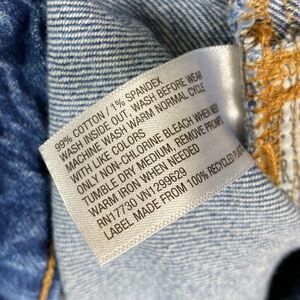 99% COTTON / 1% SPANDEX
WASH INSIDE OUT. WASH BEFORE WEAR
MACHINE WASH WARM NORMAL CYCLE
WITH LIKE COLORS
ONLY NON-CHLORINE BLEACH WHEN NEEDED
TUMBLE DRY MEDIUM. REMOVE PROMPTLY
WARM IRON WHEN NEEDED
RN17730 VN1299629
LABEL MADE FROM 100% RECYCLED